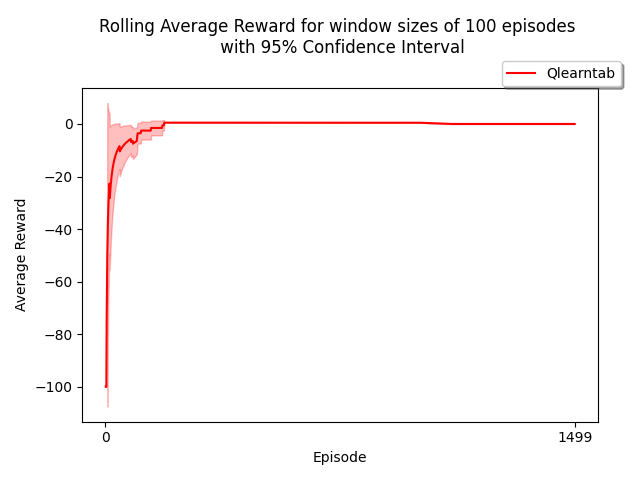 Rolling Average Reward for window sizes of 100 episodes
with 95% Confidence Interval
Qlearntab
Average Reward
0
−20
−40
−60
−80
−100
0
1499
Episode